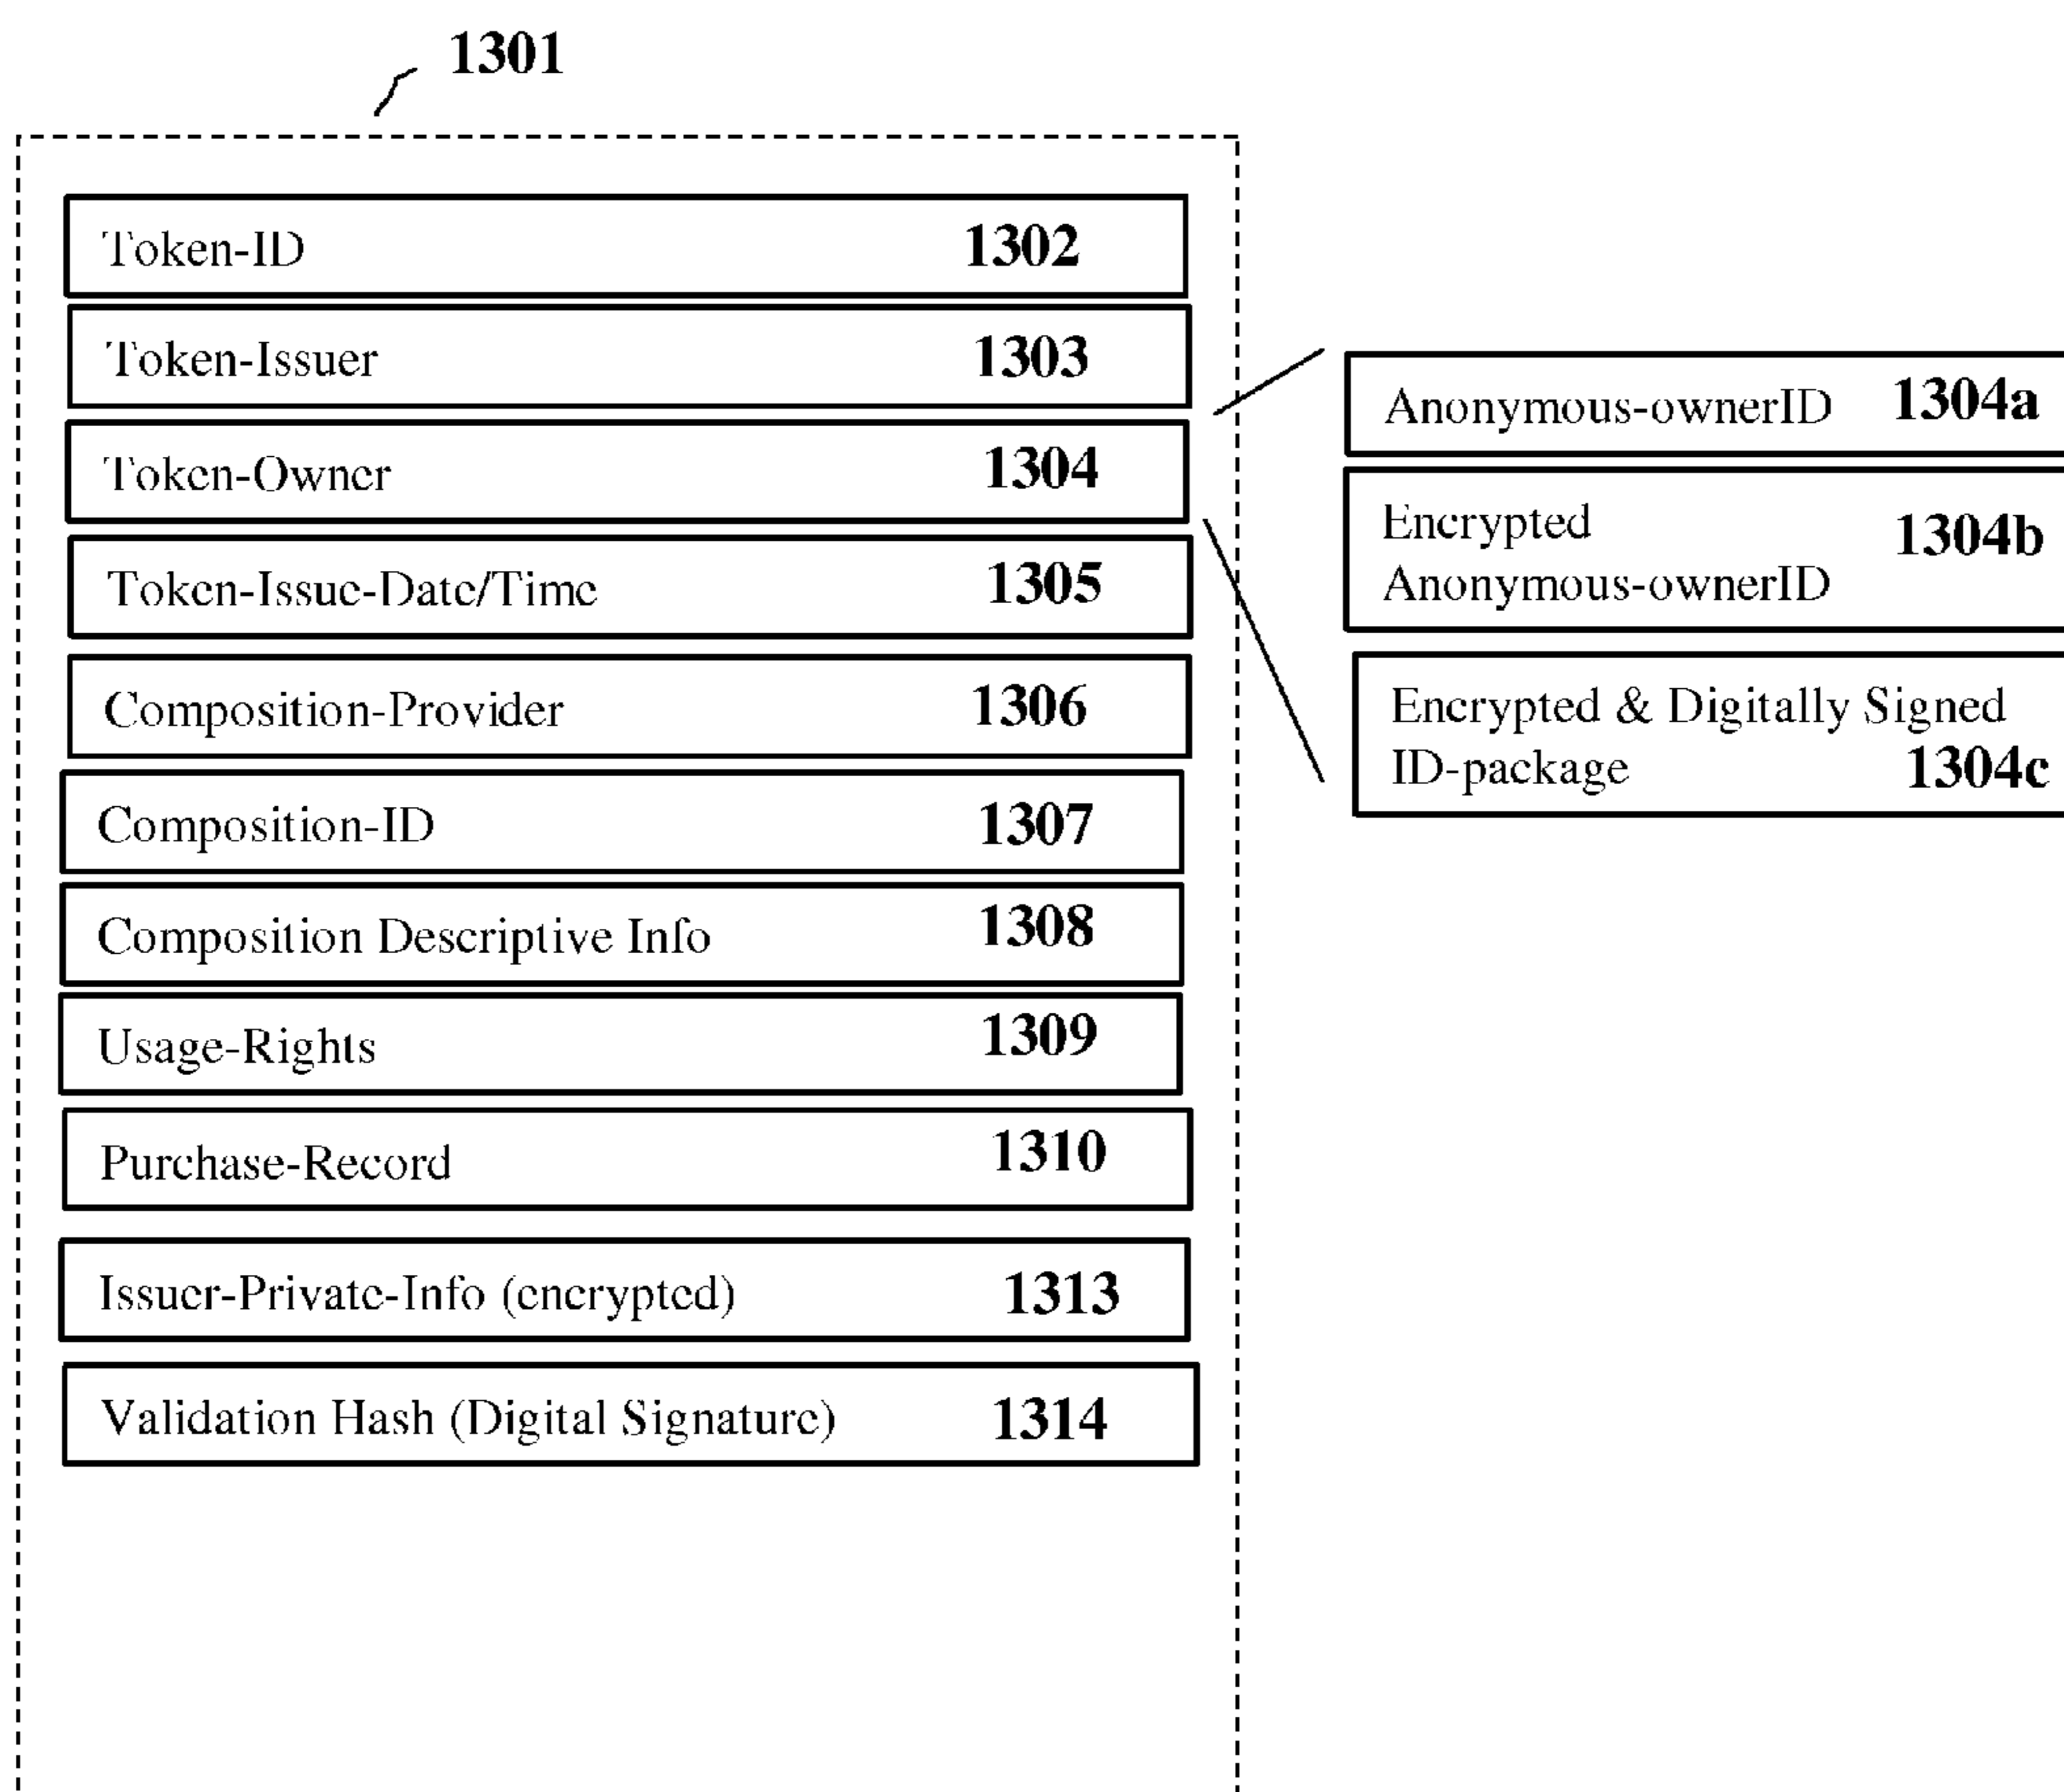 1301
Token-ID 1302
Token-Issuer 1303
Token-Owner 1304
Token-Issue-Date/Time 1305
Composition-Provider 1306
Composition-ID 1307
Composition Descriptive Info 1308
Usage-Rights 1309
Purchase-Record 1310
Issuer-Private-Info (encrypted) 1313
Validation Hash (Digital Signature) 1314
Anonymous-ownerID 1304a
Encrypted 1304b
Anonymous-ownerID
Encrypted & Digitally Signed
ID-package 1304c